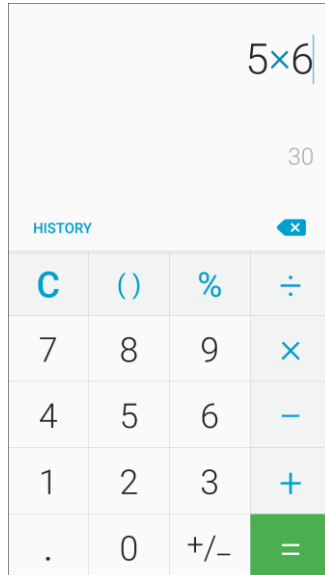 5×6
30
HISTORY
C ( ) % ÷
7 8 9 ×
4 5 6 −
1 2 3 +
. 0 +/− =